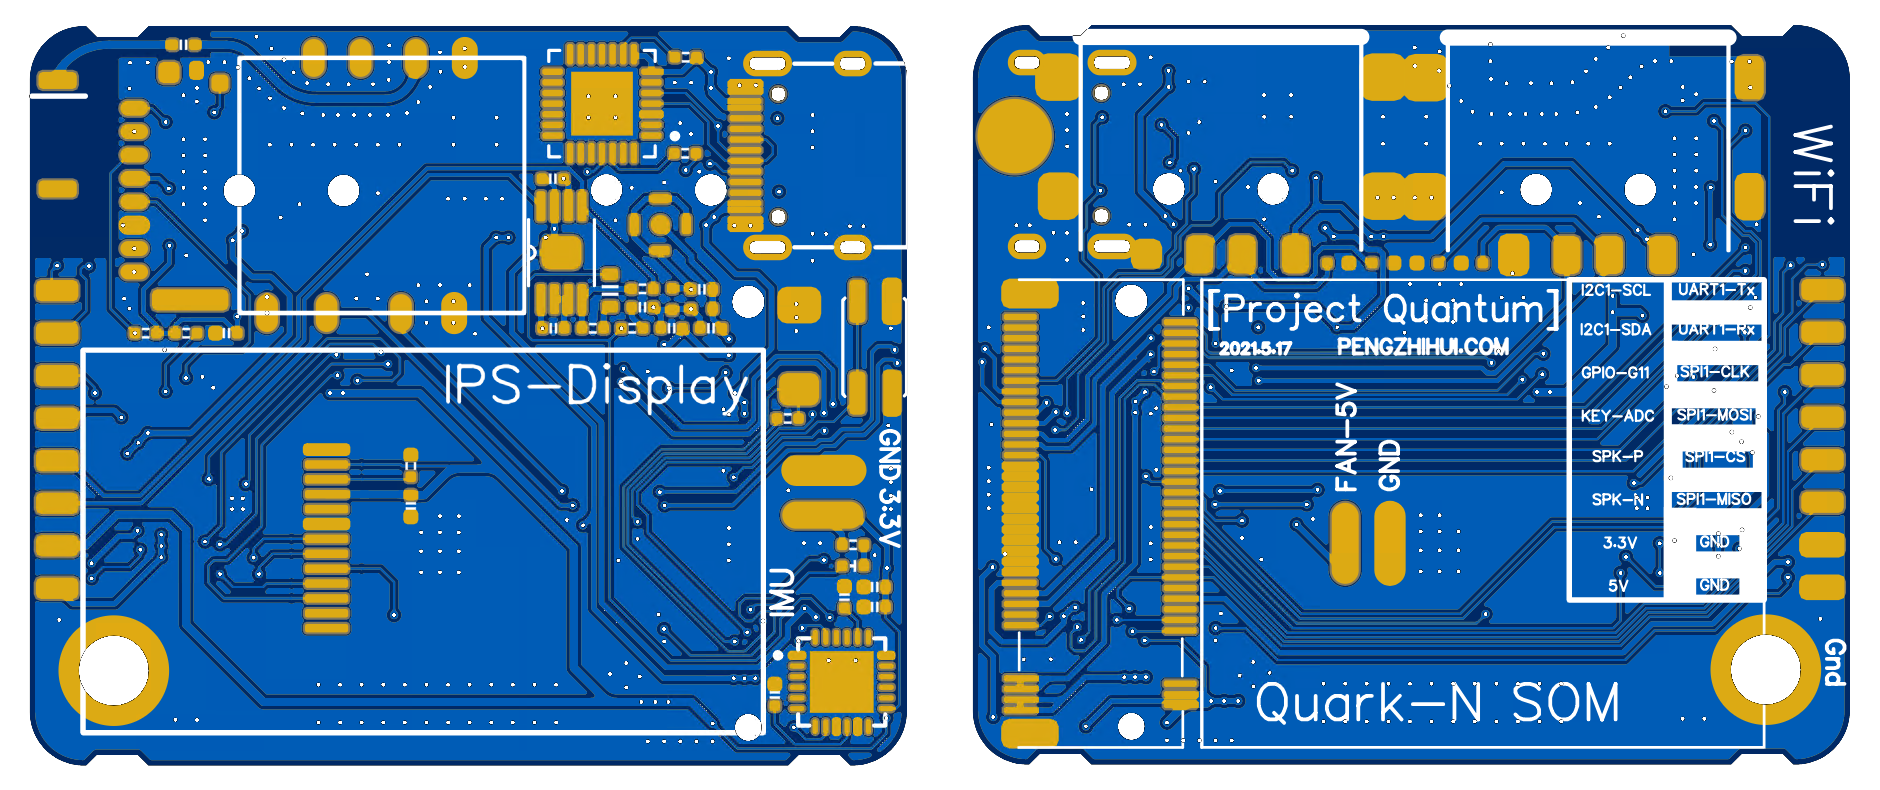 IPS-Display
GND 3.3V
IMU
WiFi
[Project Quantum]
2021.5.17 PENGZHIHUI.COM
FAN-5V
GND
I2C1-SCL UART1-Tx
I2C1-SDA UART1-Rx
GPIO-G11 SPI1-CLK
KEY-ADC SPI1-MOSI
SPK-P SPI1-CS
SPK-N SPI1-MISO
3.3V GND
5V GND
Gnd
Quark-N SOM